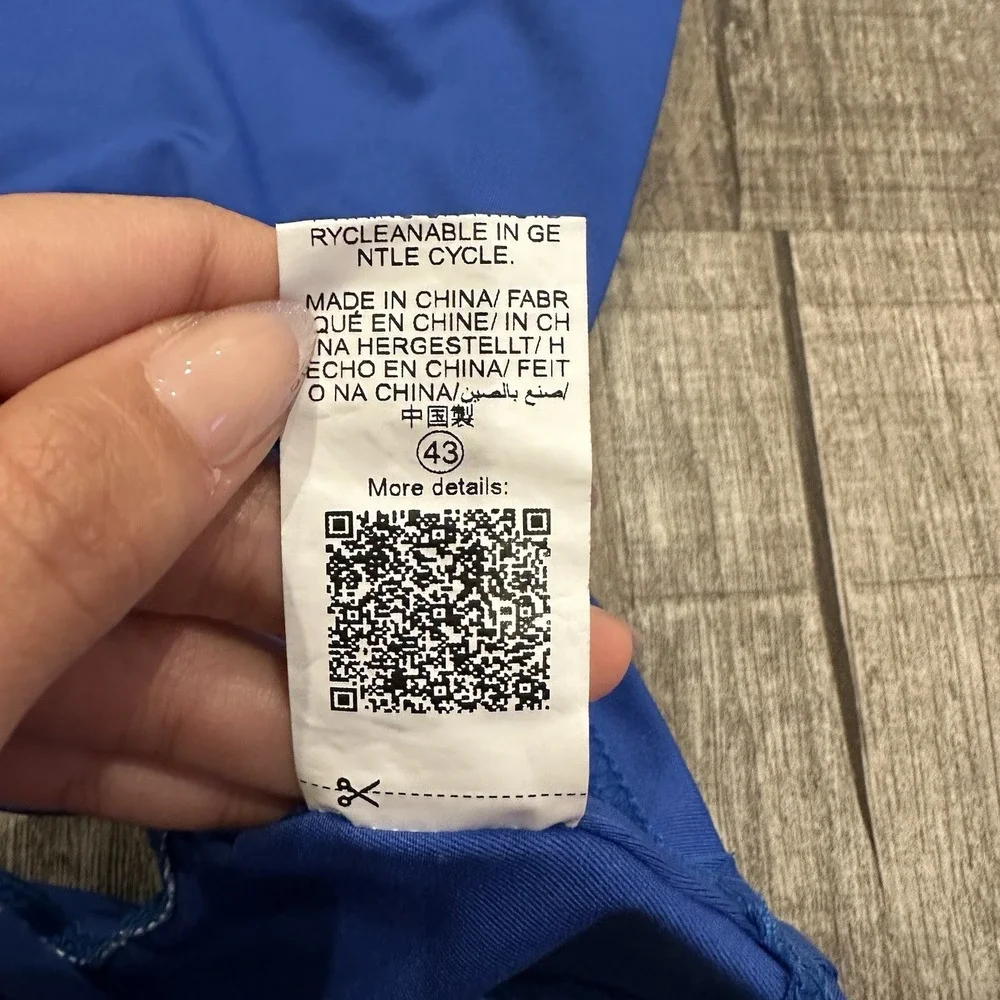 RYCLEANABLE IN GE
NTLE CYCLE.
MADE IN CHINA/ FABR
QUÉ EN CHINE/ IN CH
NA HERGESTELLT/ H
ECHO EN CHINA/ FEIT
O NA CHINA/صنع بالصين/
中国製
43
More details: